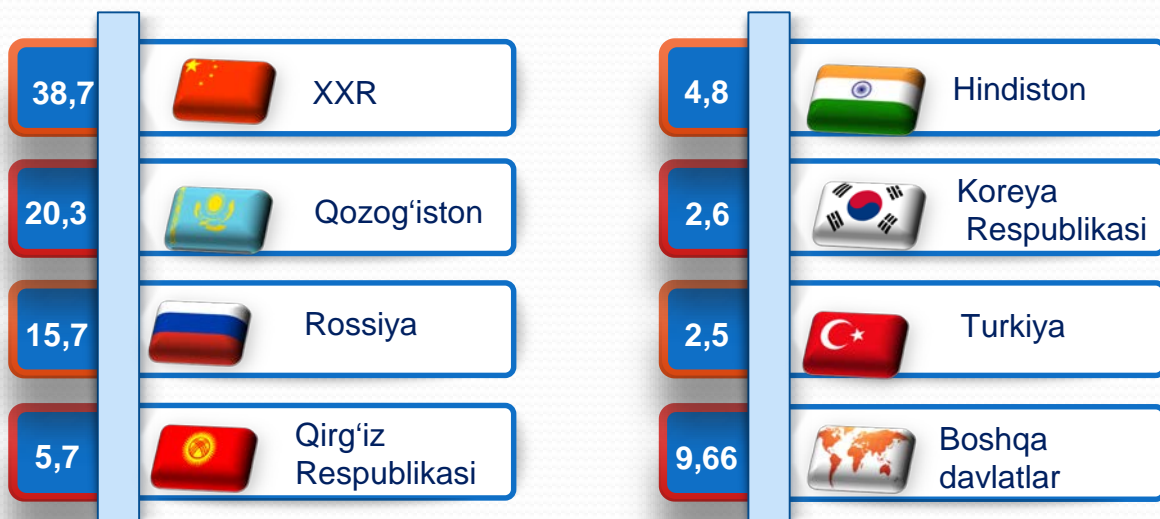 38,7 XXR
20,3 Qozog‘iston
15,7 Rossiya
5,7 Qirg‘iz
Respublikasi
4,8 Hindiston
2,6 Koreya
Respublikasi
2,5 Turkiya
9,66 Boshqa
davlatlar